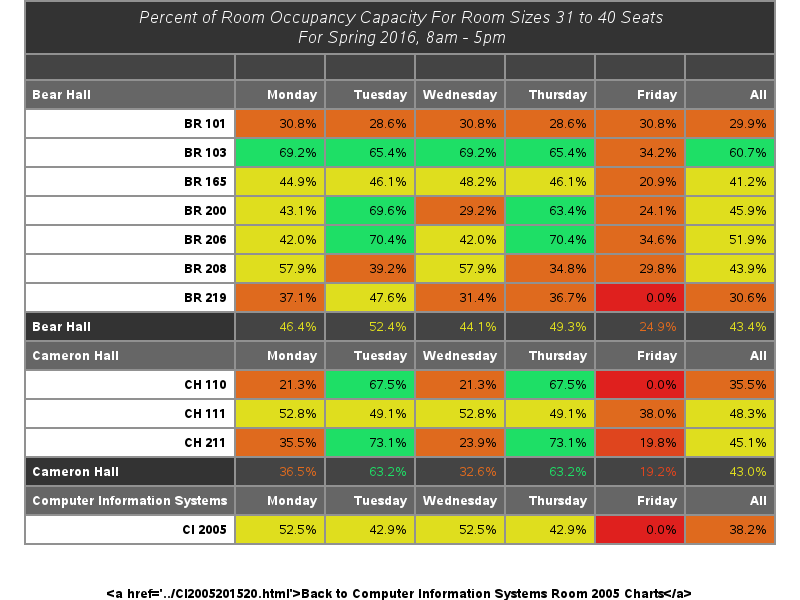 Percent of Room Occupancy Capacity For Room Sizes 31 to 40 Seats
For Spring 2016, 8am - 5pm
Bear Hall Monday Tuesday Wednesday Thursday Friday All
BR 101 30.8% 28.6% 30.8% 28.6% 30.8% 29.9%
BR 103 69.2% 65.4% 69.2% 65.4% 34.2% 60.7%
BR 165 44.9% 46.1% 48.2% 46.1% 20.9% 41.2%
BR 200 43.1% 69.6% 29.2% 63.4% 24.1% 45.9%
BR 206 42.0% 70.4% 42.0% 70.4% 34.6% 51.9%
BR 208 57.9% 39.2% 57.9% 34.8% 29.8% 43.9%
BR 219 37.1% 47.6% 31.4% 36.7% 0.0% 30.6%
Bear Hall 46.4% 52.4% 44.1% 49.3% 24.9% 43.4%
Cameron Hall Monday Tuesday Wednesday Thursday Friday All
CH 110 21.3% 67.5% 21.3% 67.5% 0.0% 35.5%
CH 111 52.8% 49.1% 52.8% 49.1% 38.0% 48.3%
CH 211 35.5% 73.1% 23.9% 73.1% 19.8% 45.1%
Cameron Hall 36.5% 63.2% 32.6% 63.2% 19.2% 43.0%
Computer Information Systems Monday Tuesday Wednesday Thursday Friday All
CI 2005 52.5% 42.9% 52.5% 42.9% 0.0% 38.2%
<a href='../CI2005201520.html'>Back to Computer Information Systems Room 2005 Charts</a>